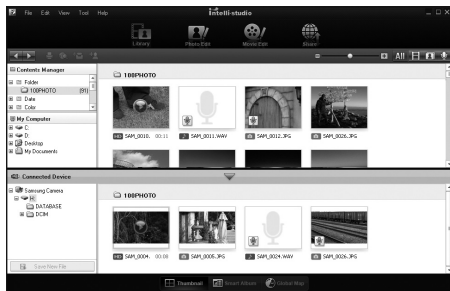 File Edit View Tool Help
intelli-studio
Library Photo Edit Movie Edit Share
All
Contents Manager
Folder
100PHOTO (91)
Date
Color
My Computer
C:
D:
Desktop
My Documents
100PHOTO
HD SAM_0010. 00:11
SAM_0011.WAV
SAM_0012.JPG
SAM_0026.JPG
Connected Device
Samsung Camera
H:
DATABASE
DCIM
Save New File
100PHOTO
HD SAM_0004. 00:08
SAM_0005.JPG
SAM_0024.WAV
SAM_0026.JPG
Thumbnail Smart Album Global Map